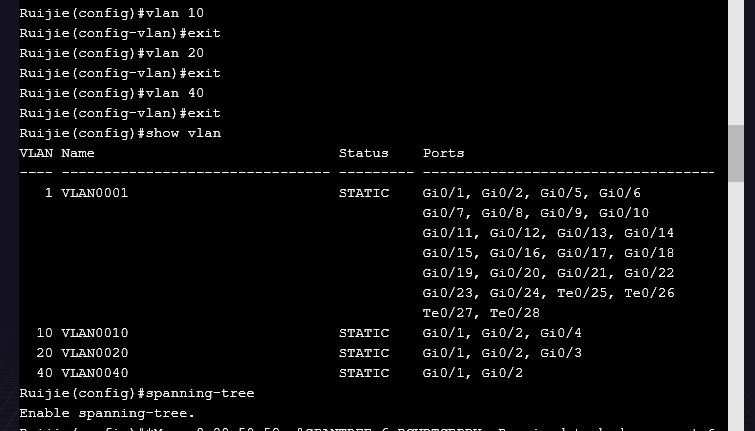 Ruijie(config)#vlan 10
Ruijie(config-vlan)#exit
Ruijie(config)#vlan 20
Ruijie(config-vlan)#exit
Ruijie(config)#vlan 40
Ruijie(config-vlan)#exit
Ruijie(config)#show vlan
VLAN Name Status Ports
---- -------------------------------- --------- -----------------------------------
1 VLAN0001 STATIC Gi0/1, Gi0/2, Gi0/5, Gi0/6
Gi0/7, Gi0/8, Gi0/9, Gi0/10
Gi0/11, Gi0/12, Gi0/13, Gi0/14
Gi0/15, Gi0/16, Gi0/17, Gi0/18
Gi0/19, Gi0/20, Gi0/21, Gi0/22
Gi0/23, Gi0/24, Te0/25, Te0/26
Te0/27, Te0/28
10 VLAN0010 STATIC Gi0/1, Gi0/2, Gi0/4
20 VLAN0020 STATIC Gi0/1, Gi0/2, Gi0/3
40 VLAN0040 STATIC Gi0/1, Gi0/2
Ruijie(config)#spanning-tree
Enable spanning-tree.